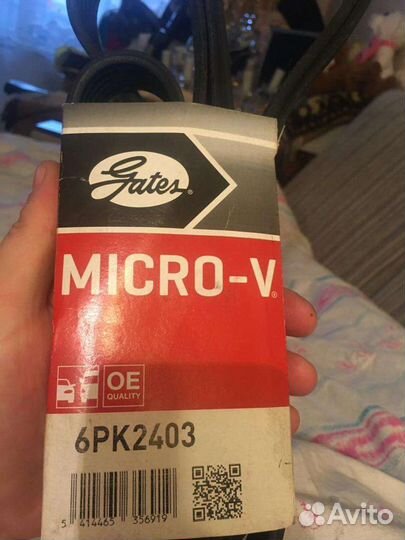 Gates®
MICRO-V®
OE
QUALITY
6PK2403
5 414465 356919
Avito